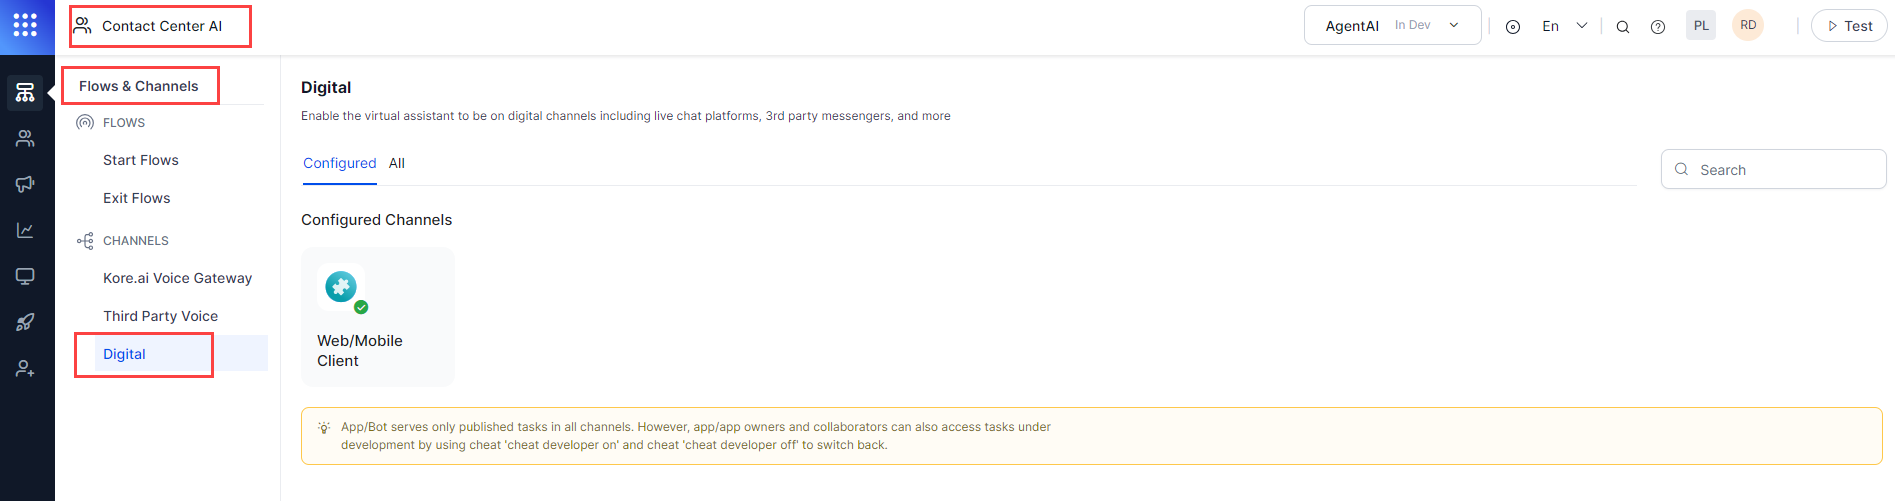 Contact Center AI
AgentAI In Dev
En
PL
RD
Test
Flows & Channels
FLOWS
Start Flows
Exit Flows
CHANNELS
Kore.ai Voice Gateway
Third Party Voice
Digital
Digital
Enable the virtual assistant to be on digital channels including live chat platforms, 3rd party messengers, and more
Configured All
Search
Configured Channels
Web/Mobile
Client
App/Bot serves only published tasks in all channels. However, app/app owners and collaborators can also access tasks under
development by using cheat 'cheat developer on' and cheat 'cheat developer off' to switch back.